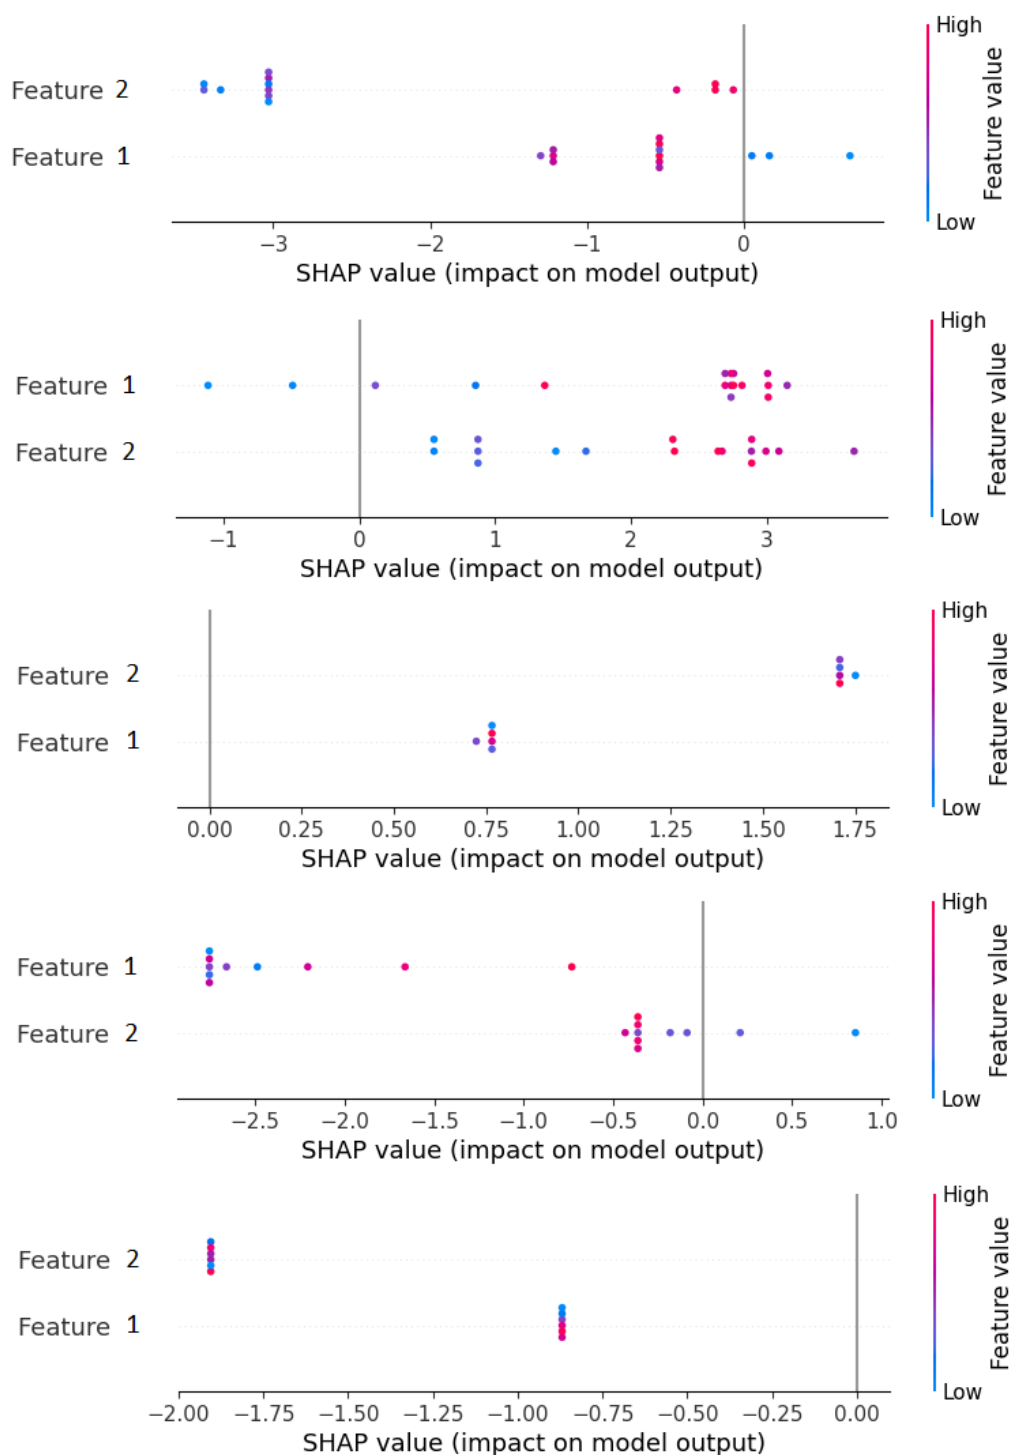 High
Feature 2
Feature 1
Feature value
Low
−3 −2 −1 0
SHAP value (impact on model output)
High
Feature 1
Feature 2
Feature value
Low
−1 0 1 2 3
SHAP value (impact on model output)
High
Feature 2
Feature 1
Feature value
Low
0.00 0.25 0.50 0.75 1.00 1.25 1.50 1.75
SHAP value (impact on model output)
High
Feature 1
Feature 2
Feature value
Low
−2.5 −2.0 −1.5 −1.0 −0.5 0.0 0.5 1.0
SHAP value (impact on model output)
High
Feature 2
Feature 1
Feature value
Low
−2.00 −1.75 −1.50 −1.25 −1.00 −0.75 −0.50 −0.25 0.00
SHAP value (impact on model output)